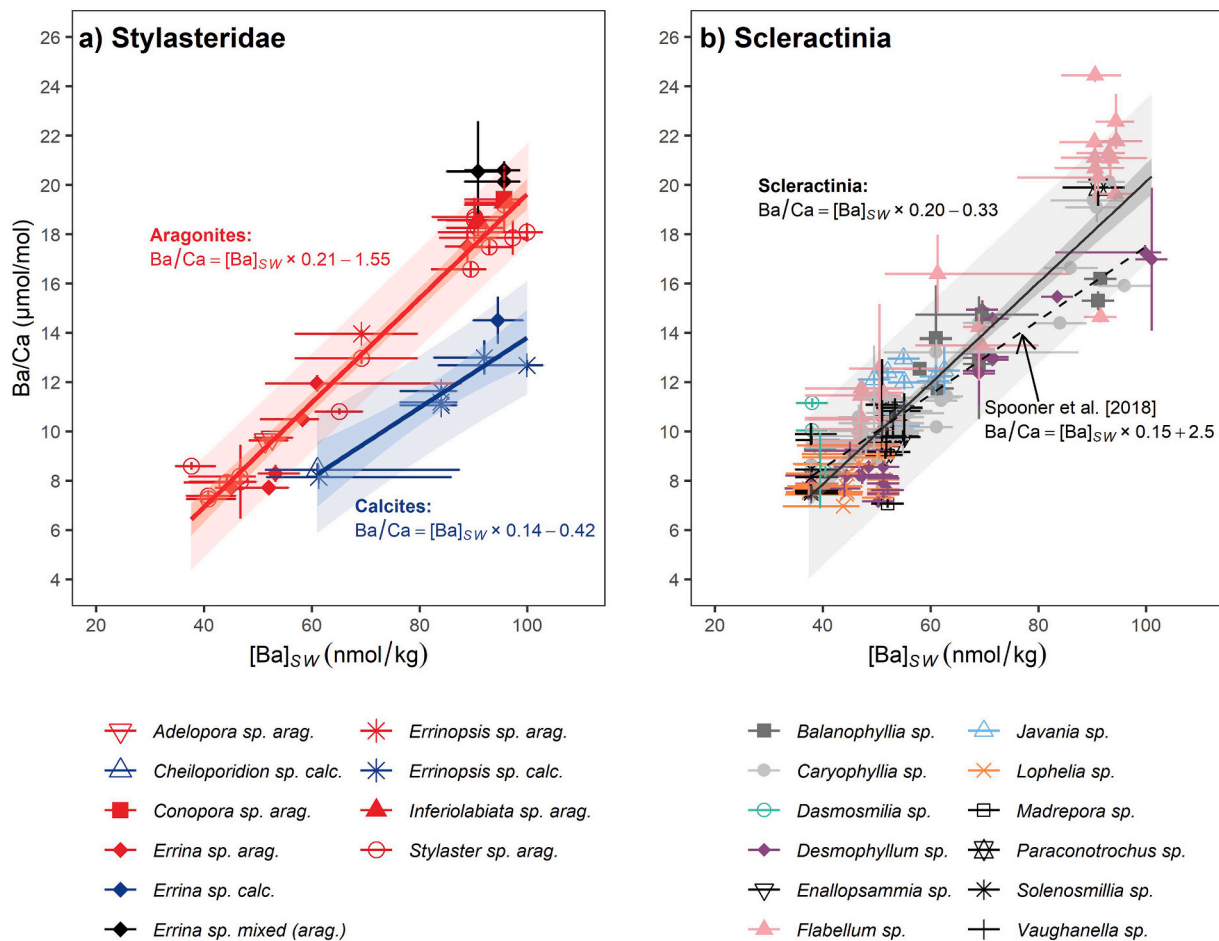 a) Stylasteridae
b) Scleractinia
Ba/Ca (μmol/mol)
26
24
22
20
18
16
14
12
10
8
6
4
Aragonites:
Ba/Ca = [Ba]SW × 0.21 − 1.55
Calcites:
Ba/Ca = [Ba]SW × 0.14 − 0.42
20
40
60
80
100
[Ba]SW (nmol/kg)
26
24
22
20
18
16
14
12
10
8
6
4
Scleractinia:
Ba/Ca = [Ba]SW × 0.20 − 0.33
Spooner et al. [2018]
Ba/Ca = [Ba]SW × 0.15 + 2.5
20
40
60
80
100
[Ba]SW (nmol/kg)
Adelopora sp. arag.
Cheiloporidion sp. calc.
Conopora sp. arag.
Errina sp. arag.
Errina sp. calc.
Errina sp. mixed (arag.)
Errinopsis sp. arag.
Errinopsis sp. calc.
Inferiolabiata sp. arag.
Stylaster sp. arag.
Balanophyllia sp.
Caryophyllia sp.
Dasmosmilia sp.
Desmophyllum sp.
Enallopsammia sp.
Flabellum sp.
Javania sp.
Lophelia sp.
Madrepora sp.
Paraconotrochus sp.
Solenosmillia sp.
Vaughanella sp.